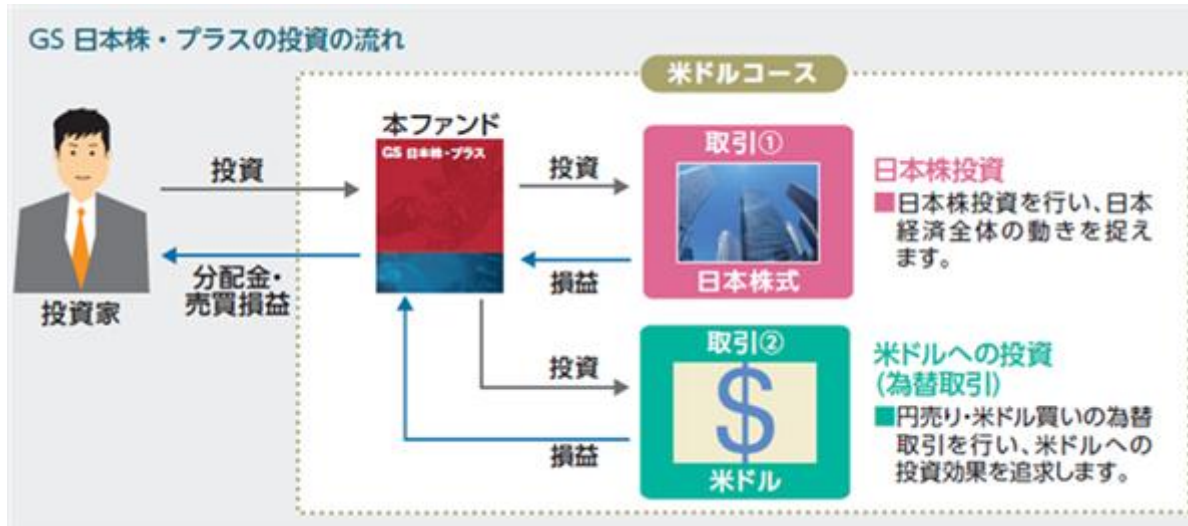 GS 日本株・プラスの投資の流れ
米ドルコース
本ファンド
GS 日本株・プラス
投資
投資
取引①
日本株式
日本株投資
■日本株投資を行い、日本
経済全体の動きを捉え
ます。
分配金・
売買損益
損益
投資家
投資
取引②
$
米ドル
米ドルへの投資
(為替取引)
■円売り・米ドル買いの為替
取引を行い、米ドルへの
投資効果を追求します。
損益